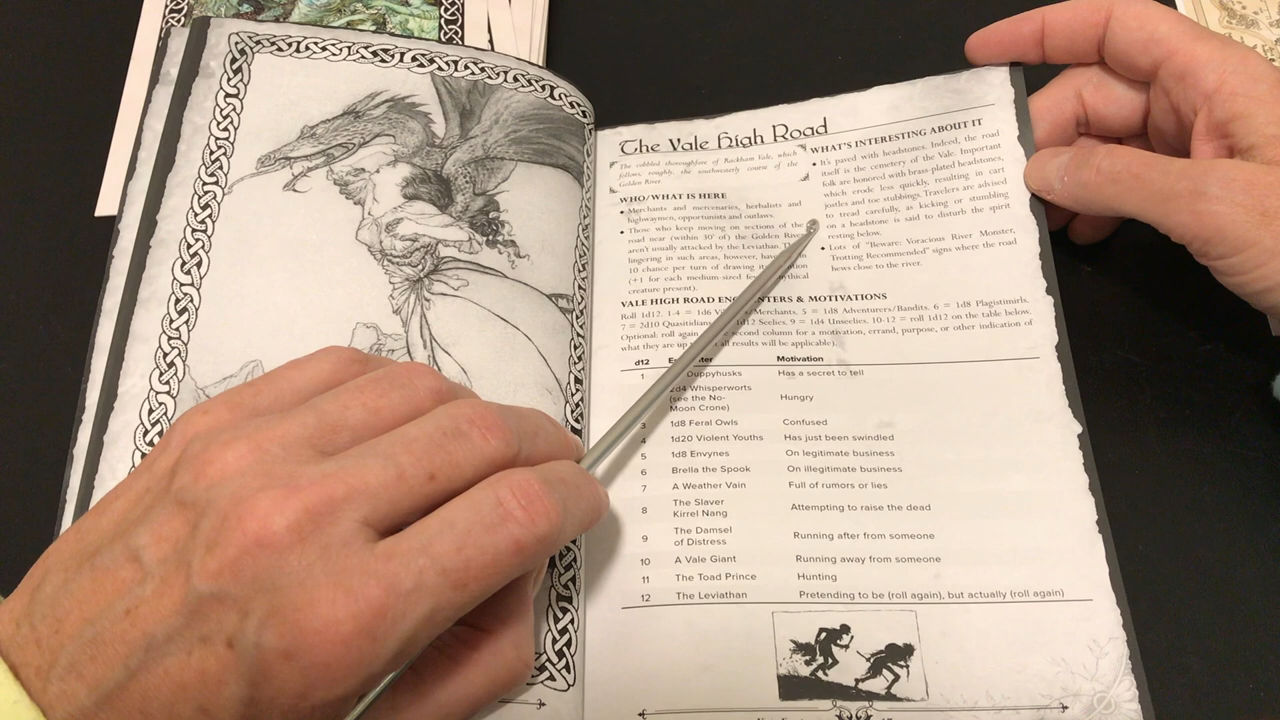 The Vale High Road
The cobbled thoroughfare of Rackham Vale, which
follows, roughly, the southwesterly course of the
Golden River.
WHO/WHAT IS HERE
Merchants and mercenaries, herbalists and
highwaymen, opportunists and outlaws.
Those who keep moving on sections of the
road near (within 30' of) the Golden River
aren't usually attacked by the Leviathan.
lingering in such areas, however,
10 chance per turn of drawing
(+1 for each medium-sized
creature present).
WHAT'S INTERESTING ABOUT IT
It's paved with headstones. Indeed, the road
itself is the cemetery of the Vale. Important
folk are honored with brass-plated headstones,
which erode less quickly, resulting in cart
jostles and toe stubbings. Travelers are advised
to tread carefully, as kicking or stumbling
on a headstone is said to disturb the spirit
resting below.
Lots of "Beware: Voracious River Monster,
Trotting Recommended" signs where the road
hews close to the river.
VALE HIGH ROAD & MOTIVATIONS
Roll 1d12. 1-4 = 1d6 Merchants, 5 = 1d8 Adventurers/Bandits, 6 = 1d8 Plagistimirls,
7 = 2d10 Quasitidians, 1d12 Seelies, 9 = 1d4 Unseelies, 10-12 = roll 1d12 on the table below.
Optional: roll again second column for a motivation, errand, purpose, or other indication of
what they are up all results will be applicable).
d12 Motivation
1 Duppyhusks Has a secret to tell
2d4 Whisperworts
(see the No-
Moon Crone) Hungry
3 1d8 Feral Owls Confused
4 1d20 Violent Youths Has just been swindled
5 1d8 Envynes On legitimate business
6 Brella the Spook On illegitimate business
7 A Weather Vain Full of rumors or lies
8 The Slaver
Kirrel Nang Attempting to raise the dead
9 The Damsel
of Distress Running after from someone
10 A Vale Giant Running away from someone
11 The Toad Prince Hunting
12 The Leviathan Pretending to be (roll again), but actually (roll again)